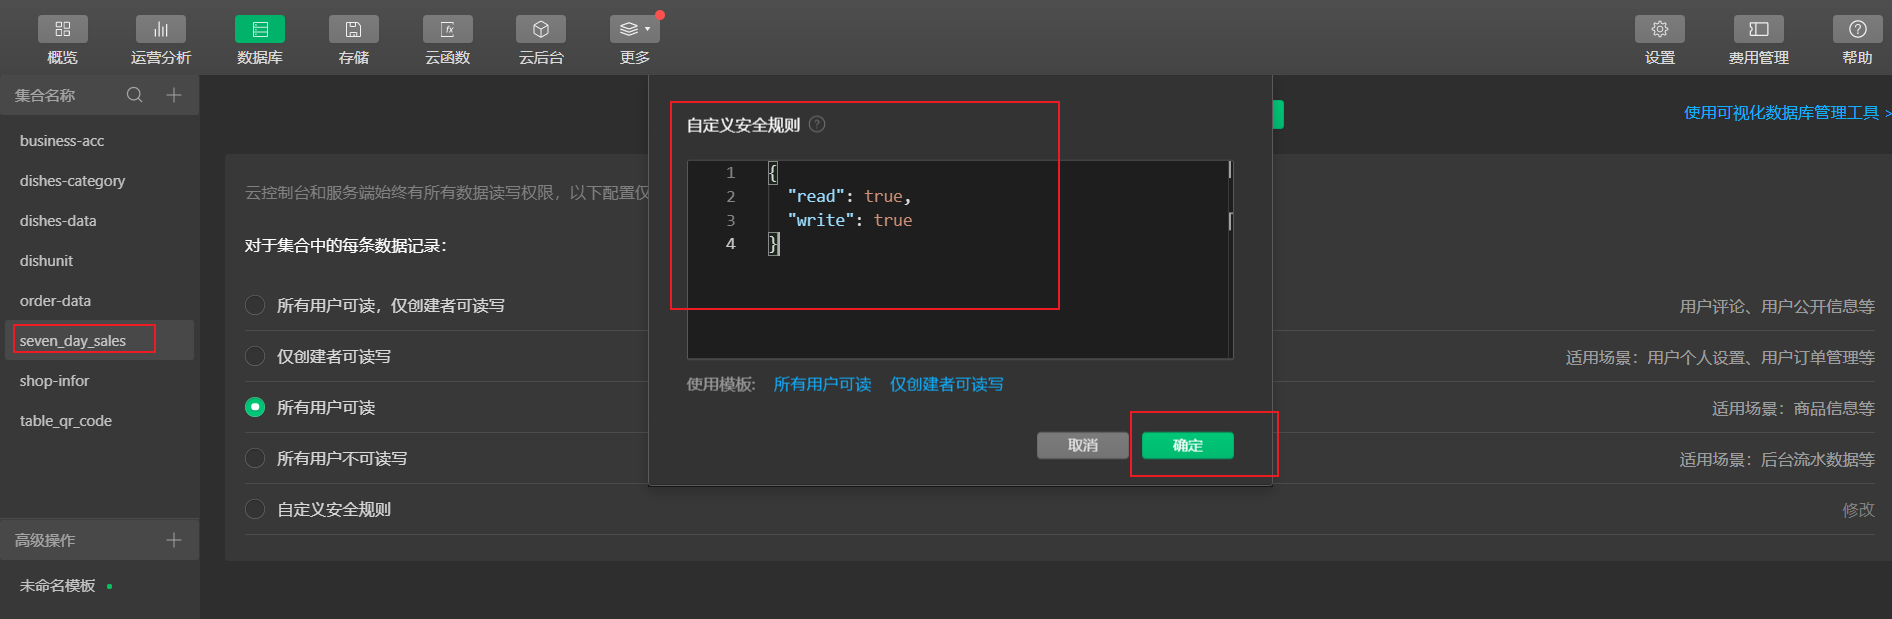 概览
运营分析
数据库
存储
云函数
云后台
更多
设置
费用管理
帮助
集合名称
business-acc
dishes-category
dishes-data
dishunit
order-data
seven_day_sales
shop-infor
table_qr_code
高级操作
未命名模板
使用可视化数据库管理工具 >
云控制台和服务端始终有所有数据读写权限，以下配置仅
对于集合中的每条数据记录：
所有用户可读，仅创建者可读写
用户评论、用户公开信息等
仅创建者可读写
适用场景：用户个人设置、用户订单管理等
所有用户可读
适用场景：商品信息等
所有用户不可读写
适用场景：后台流水数据等
自定义安全规则
修改
自定义安全规则 ?
1 {
2 "read": true,
3 "write": true
4 }
使用模板: 所有用户可读 仅创建者可读写
取消
确定